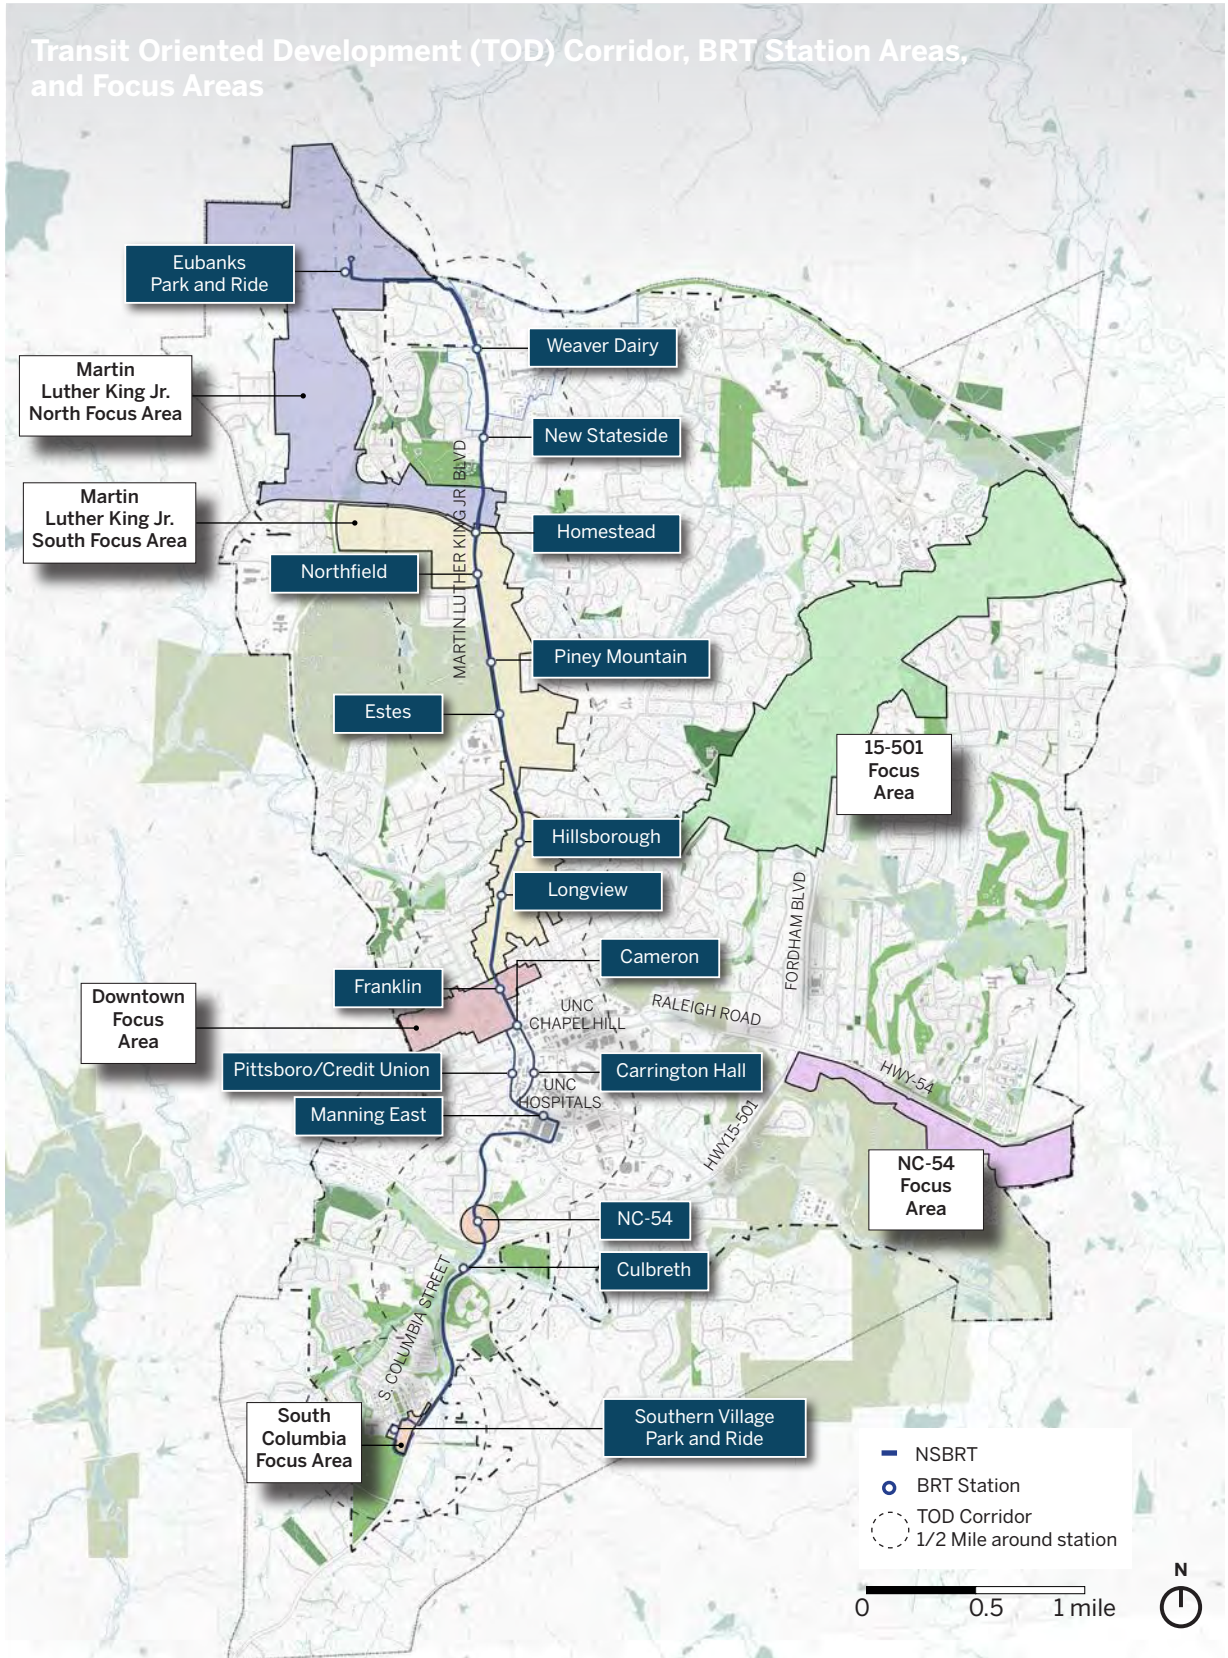 Transit Oriented Development (TOD) Corridor, BRT Station Areas,
and Focus Areas
Eubanks
Park and Ride
Weaver Dairy
Martin
Luther King Jr.
North Focus Area
New Stateside
MARTIN LUTHER KING JR. BLVD
Martin
Luther King Jr.
South Focus Area
Homestead
Northfield
Piney Mountain
Estes
15-501
Focus
Area
Hillsborough
Longview
FORDHAM BLVD
Cameron
Franklin
Downtown
Focus
Area
UNC
CHAPEL HILL
RALEIGH ROAD
Pittsboro/Credit Union
Carrington Hall
HWY-54
UNC
HOSPITALS
Manning East
HWY15-501
NC-54
Focus
Area
NC-54
Culbreth
S. COLUMBIA STREET
South
Columbia
Focus Area
Southern Village
Park and Ride
NSBRT
BRT Station
TOD Corridor
1/2 Mile around station
0 0.5 1 mile
N